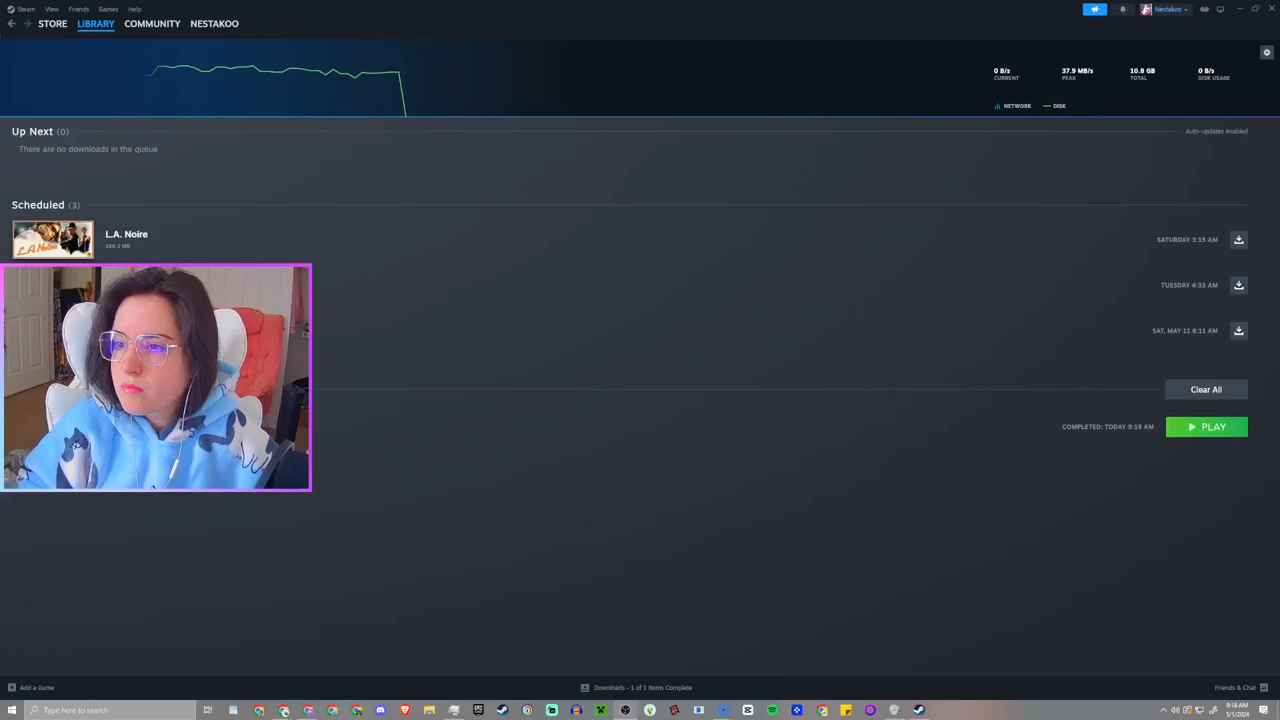 Steam View Friends Games Help
Nestakoo
STORE LIBRARY COMMUNITY NESTAKOO
0 B/s 37.9 MB/s 10.8 GB 0 B/s
CURRENT PEAK TOTAL DISK USAGE
NETWORK DISK
Up Next (0) Auto-updates enabled
There are no downloads in the queue
Scheduled (3)
L.A. Noire
168.1 MB
SATURDAY 3:15 AM
TUESDAY 4:33 AM
SAT, MAY 11 6:11 AM
Clear All
COMPLETED: TODAY 9:18 AM PLAY
Add a Game Downloads - 1 of 1 Items Complete Friends & Chat
Type here to search
9:18 AM
5/1/2024